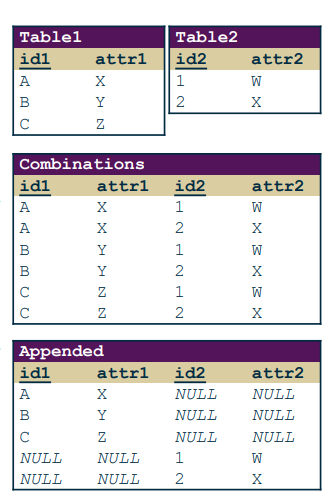 Table1 Table2
id1 attr1 id2 attr2
A X 1 W
B Y 2 X
C Z
Combinations
id1 attr1 id2 attr2
A X 1 W
A X 2 X
B Y 1 W
B Y 2 X
C Z 1 W
C Z 2 X
Appended
id1 attr1 id2 attr2
A X NULL NULL
B Y NULL NULL
C Z NULL NULL
NULL NULL 1 W
NULL NULL 2 X